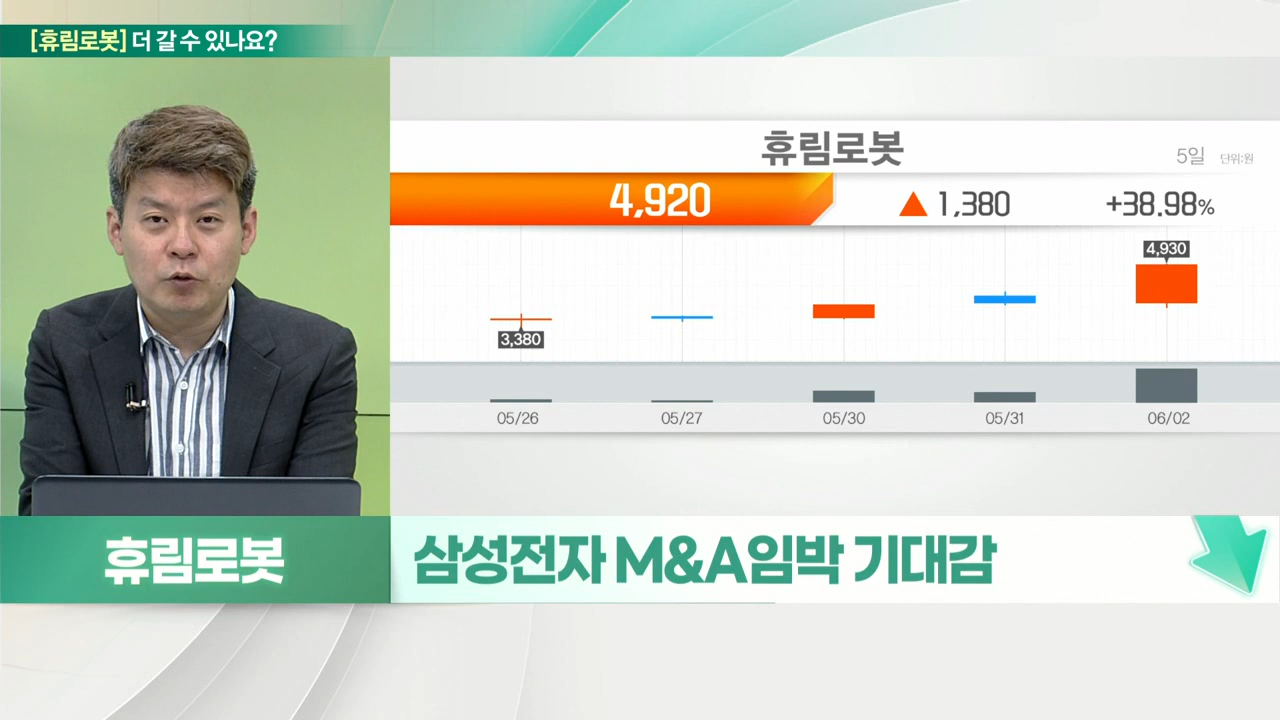 [휴림로봇] 더 갈 수 있나요?
휴림로봇
5일 단위:원
4,920 ▲ 1,380 +38.98%
4,930
3,380
05/26 05/27 05/30 05/31 06/02
휴림로봇 삼성전자 M&A임박 기대감